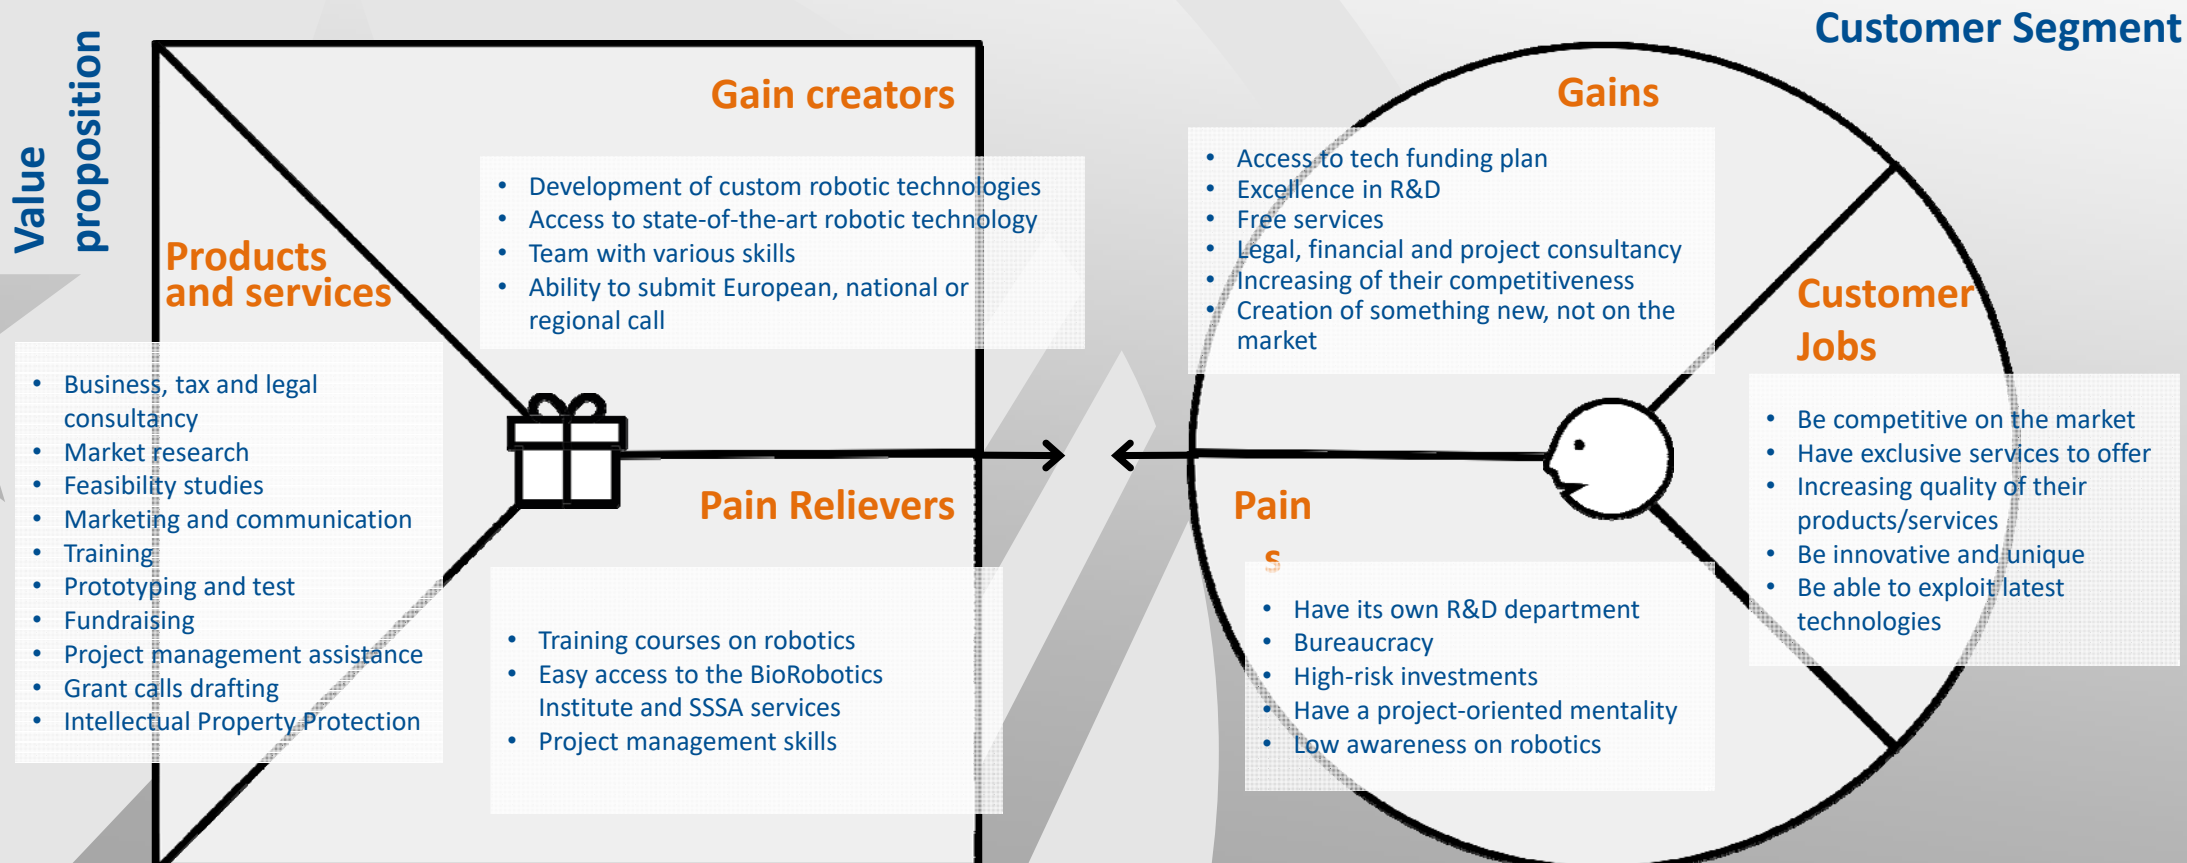 Customer Segment
Value
proposition
Gain creators
• Development of custom robotic technologies
• Access to state-of-the-art robotic technology
• Team with various skills
• Ability to submit European, national or
regional call
Products
and services
• Business, tax and legal
consultancy
• Market research
• Feasibility studies
• Marketing and communication
• Training
• Prototyping and test
• Fundraising
• Project management assistance
• Grant calls drafting
• Intellectual Property Protection
Pain Relievers
• Training courses on robotics
• Easy access to the BioRobotics
Institute and SSSA services
• Project management skills
Gains
• Access to tech funding plan
• Excellence in R&D
• Free services
• Legal, financial and project consultancy
• Increasing of their competitiveness
• Creation of something new, not on the
market
Customer
Jobs
• Be competitive on the market
• Have exclusive services to offer
• Increasing quality of their
products/services
• Be innovative and unique
• Be able to exploit latest
technologies
Pain
s
• Have its own R&D department
• Bureaucracy
• High-risk investments
• Have a project-oriented mentality
• Low awareness on robotics